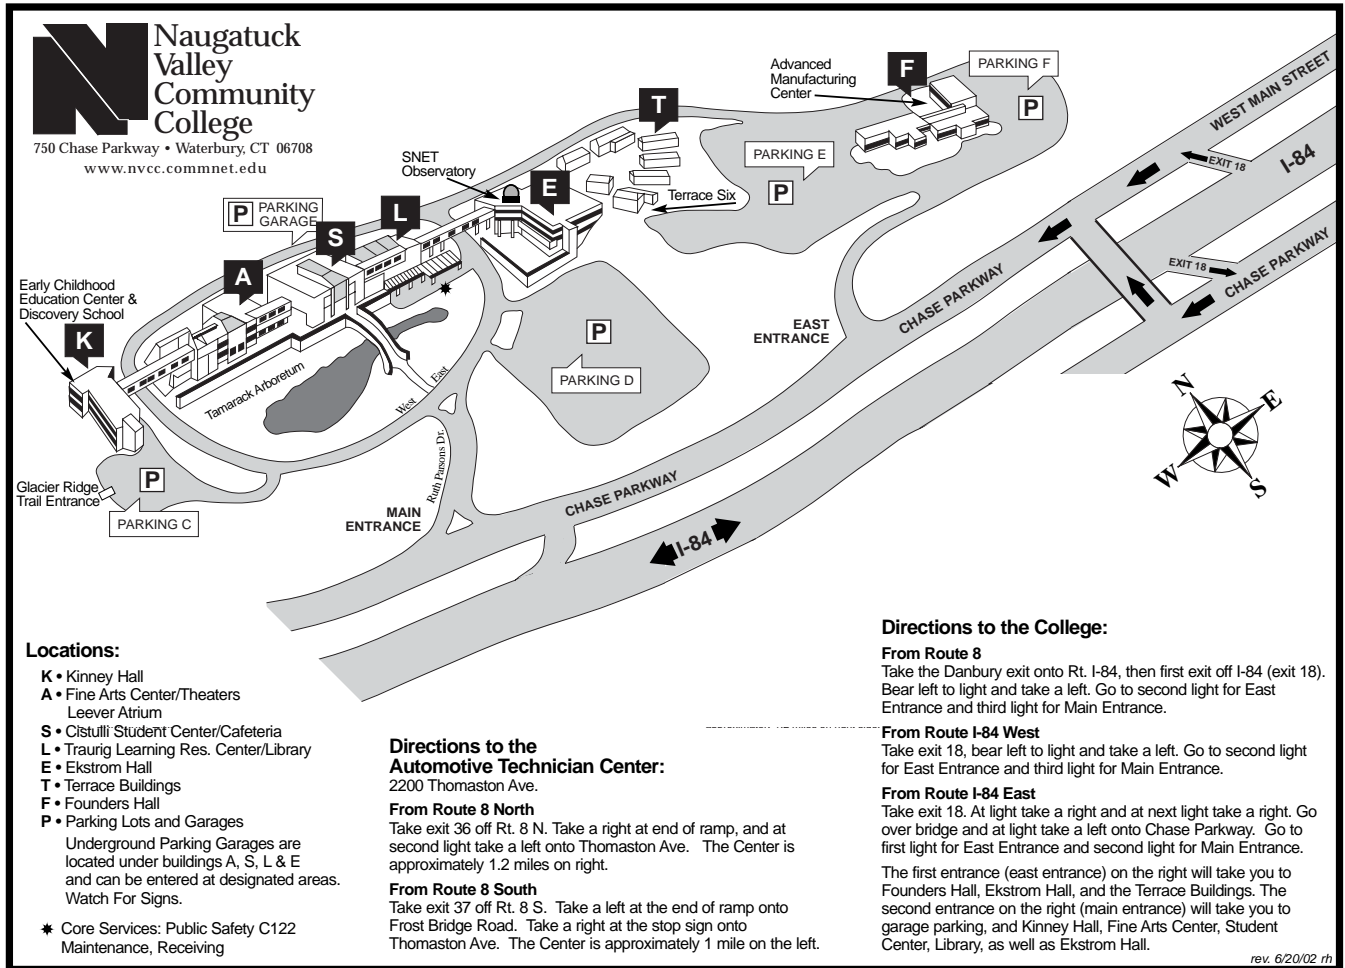 Naugatuck
Valley
Community
College
750 Chase Parkway • Waterbury, CT 06708
www.nvcc.commnet.edu
P PARKING
GARAGE
SNET
Observatory
Advanced
Manufacturing
Center
F
PARKING F
P
T
PARKING E
P
E
Terrace Six
L
S
A
K
Early Childhood
Education Center &
Discovery School
Tamarack Arboretum
West
East
P
PARKING D
EAST
ENTRANCE
CHASE PARKWAY
WEST MAIN STREET
EXIT 18
I-84
EXIT 18
CHASE PARKWAY
N
E
W
S
Glacier Ridge
Trail Entrance
P
PARKING C
MAIN
ENTRANCE
Ruth Parsons Dr.
CHASE PARKWAY
I-84
Locations:
K • Kinney Hall
A • Fine Arts Center/Theaters
Leever Atrium
S • Cistulli Student Center/Cafeteria
L • Traurig Learning Res. Center/Library
E • Ekstrom Hall
T • Terrace Buildings
F • Founders Hall
P • Parking Lots and Garages
Underground Parking Garages are
located under buildings A, S, L & E
and can be entered at designated areas.
Watch For Signs.
✷ Core Services: Public Safety C122
Maintenance, Receiving
Directions to the
Automotive Technician Center:
2200 Thomaston Ave.
From Route 8 North
Take exit 36 off Rt. 8 N. Take a right at end of ramp, and at
second light take a left onto Thomaston Ave. The Center is
approximately 1.2 miles on right.
From Route 8 South
Take exit 37 off Rt. 8 S. Take a left at the end of ramp onto
Frost Bridge Road. Take a right at the stop sign onto
Thomaston Ave. The Center is approximately 1 mile on the left.
Directions to the College:
From Route 8
Take the Danbury exit onto Rt. I-84, then first exit off I-84 (exit 18).
Bear left to light and take a left. Go to second light for East
Entrance and third light for Main Entrance.
From Route I-84 West
Take exit 18, bear left to light and take a left. Go to second light
for East Entrance and third light for Main Entrance.
From Route I-84 East
Take exit 18. At light take a right and at next light take a right. Go
over bridge and at light take a left onto Chase Parkway. Go to
first light for East Entrance and second light for Main Entrance.
The first entrance (east entrance) on the right will take you to
Founders Hall, Ekstrom Hall, and the Terrace Buildings. The
second entrance on the right (main entrance) will take you to
garage parking, and Kinney Hall, Fine Arts Center, Student
Center, Library, as well as Ekstrom Hall.
rev. 6/20/02 rh